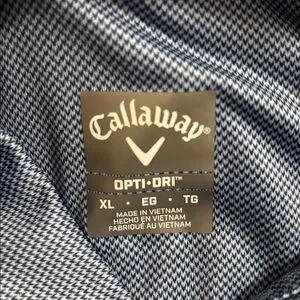 Callaway®
OPTI•DRI™
XL • EG • TG
MADE IN VIETNAM
HECHO EN VIETNAM
FABRIQUÉ AU VIETNAM